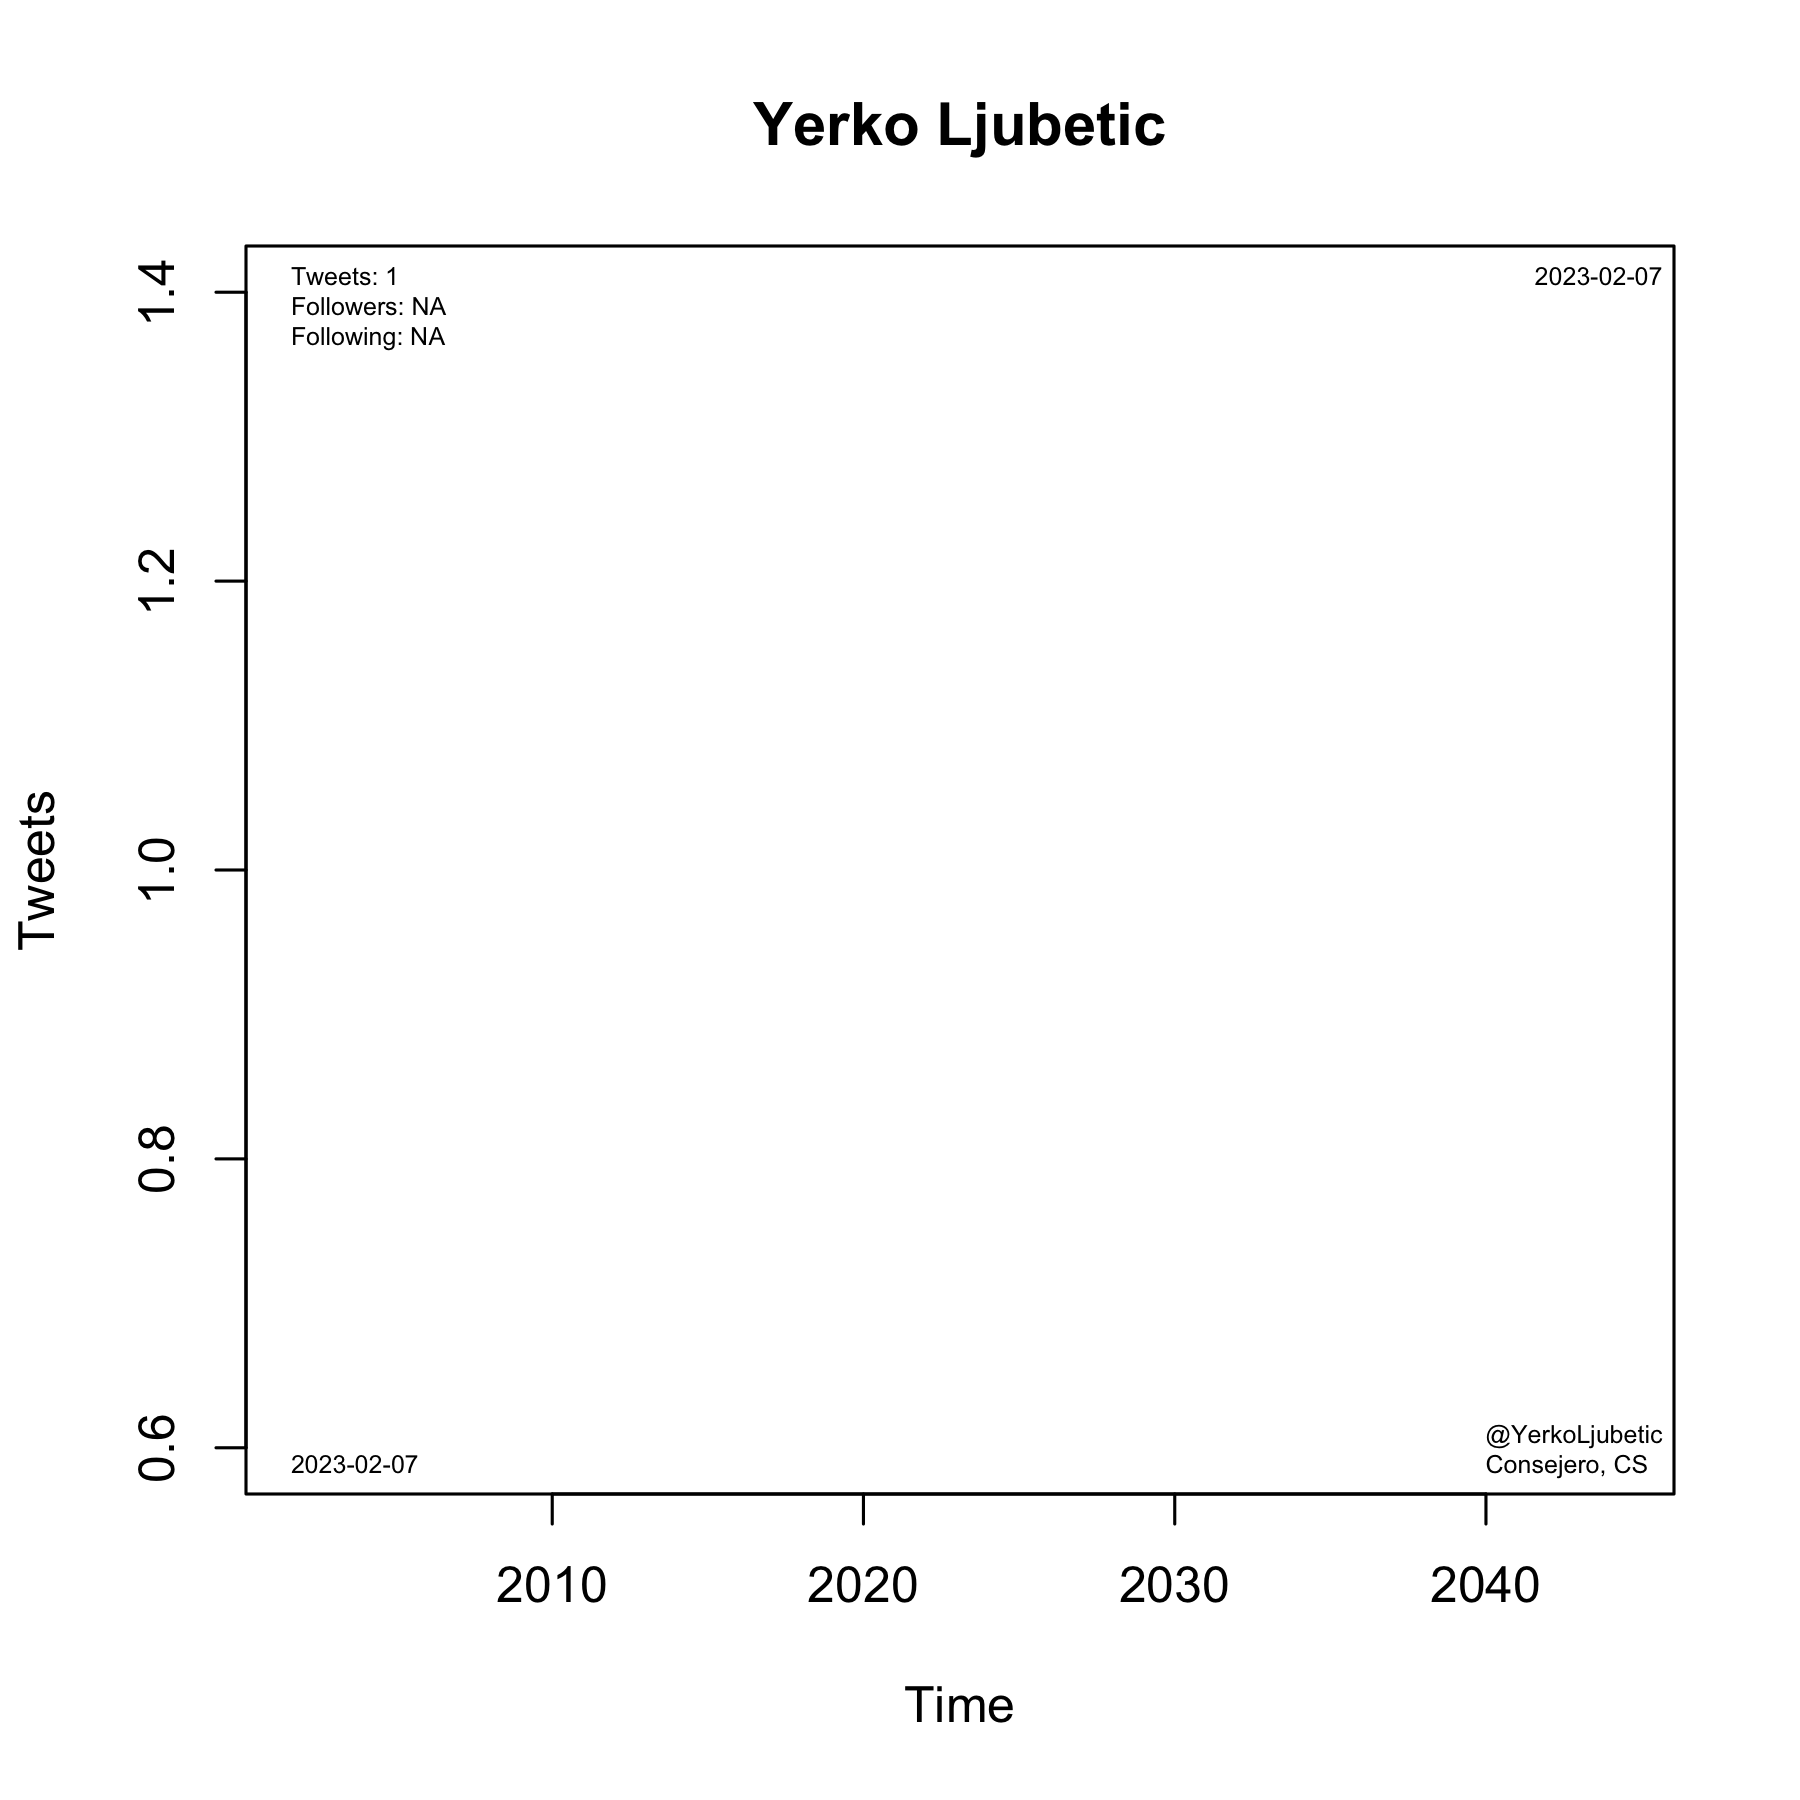 Yerko Ljubetic
Tweets: 1
Followers: NA
Following: NA
2023-02-07
1.4
1.2
1.0
0.8
0.6
Tweets
@YerkoLjubetic
Consejero, CS
2023-02-07
2010 2020 2030 2040
Time